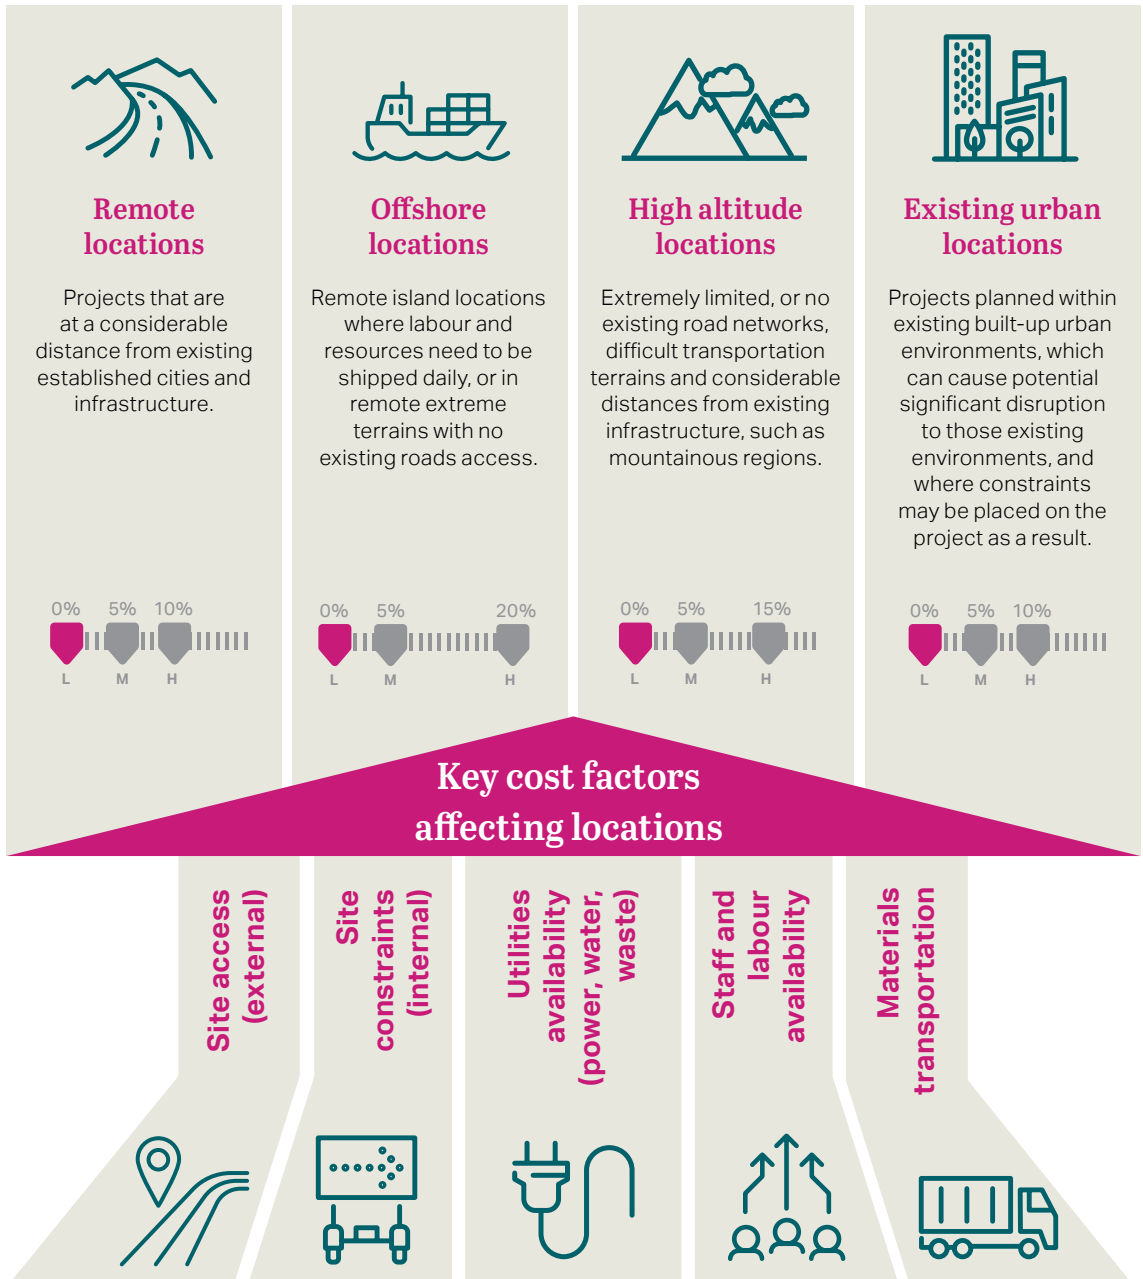 Remote
locations
Projects that are
at a considerable
distance from existing
established cities and
infrastructure.
0% 5% 10%
L M H
Offshore
locations
Remote island locations
where labour and
resources need to be
shipped daily, or in
remote extreme
terrains with no
existing roads access.
0% 5% 20%
L M H
High altitude
locations
Extremely limited, or no
existing road networks,
difficult transportation
terrains and considerable
distances from existing
infrastructure, such as
mountainous regions.
0% 5% 15%
L M H
Existing urban
locations
Projects planned within
existing built-up urban
environments, which
can cause potential
significant disruption
to those existing
environments, and
where constraints
may be placed on the
project as a result.
0% 5% 10%
L M H
Key cost factors
affecting locations
Site access
(external)
Site
constraints
(internal)
Utilities
availability
(power, water,
waste)
Staff and
labour
availability
Materials
transportation